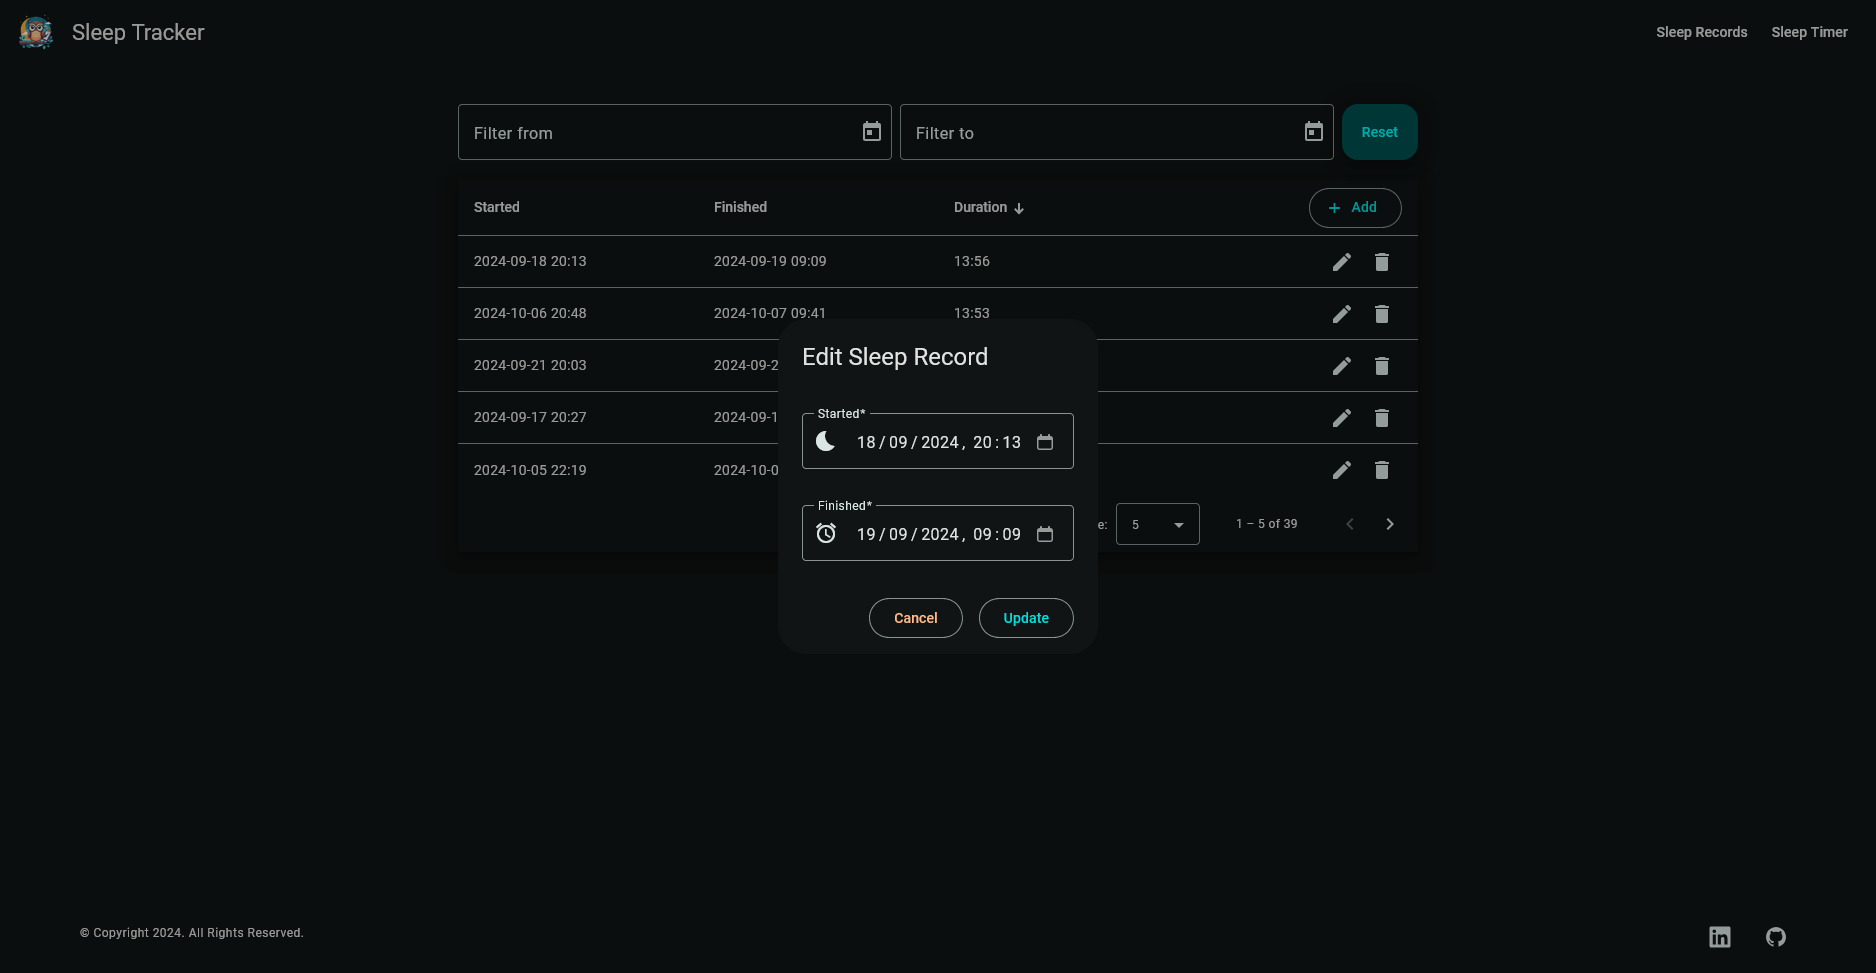 Sleep Tracker
Sleep Records Sleep Timer
Filter from Filter to Reset
Started Finished Duration + Add
2024-09-18 20:13 2024-09-19 09:09 13:56
2024-10-06 20:48 2024-10-07 09:41 13:53
2024-09-21 20:03 2024-09-2
2024-09-17 20:27 2024-09-1
2024-10-05 22:19 2024-10-0
e: 5 1 – 5 of 39
Edit Sleep Record
Started*
18/09/2024, 20:13
Finished*
19/09/2024, 09:09
Cancel Update
© Copyright 2024. All Rights Reserved.
in